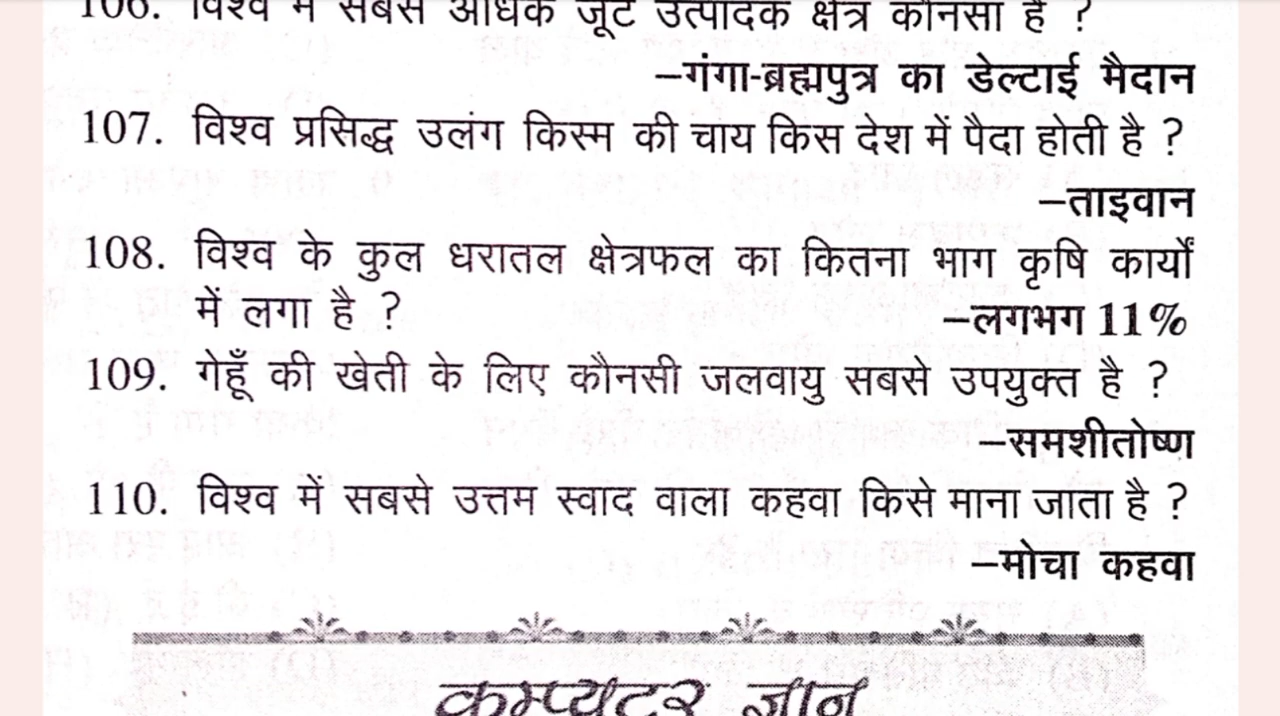 106. विश्व में सबसे अधिक जूट उत्पादक क्षेत्र कौनसा है ?
–गंगा-ब्रह्मपुत्र का डेल्टाई मैदान
107. विश्व प्रसिद्ध उलंग किस्म की चाय किस देश में पैदा होती है ?
–ताइवान
108. विश्व के कुल धरातल क्षेत्रफल का कितना भाग कृषि कार्यों
में लगा है ? –लगभग 11%
109. गेहूँ की खेती के लिए कौनसी जलवायु सबसे उपयुक्त है ?
–समशीतोष्ण
110. विश्व में सबसे उत्तम स्वाद वाला कहवा किसे माना जाता है ?
–मोचा कहवा
कम्प्यूटर ज्ञान